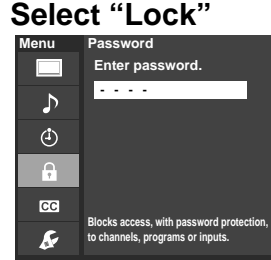 Select “Lock”
Menu
Password
Enter password.
- - - -
CC
Blocks access, with password protection,
to channels, programs or inputs.